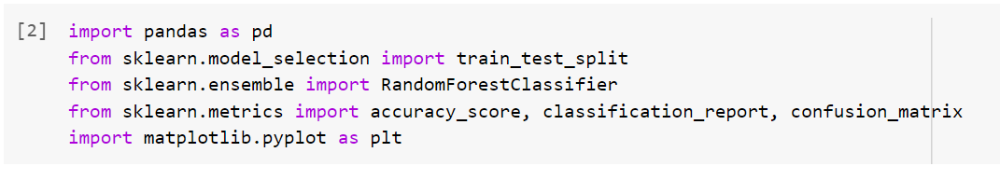 [2] import pandas as pd
from sklearn.model_selection import train_test_split
from sklearn.ensemble import RandomForestClassifier
from sklearn.metrics import accuracy_score, classification_report, confusion_matrix
import matplotlib.pyplot as plt